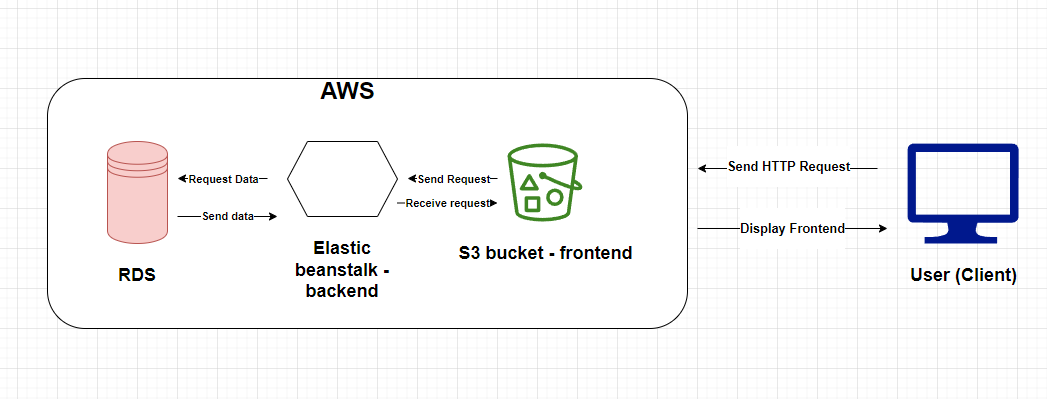 AWS
Request Data
Send data
Send Request
Receive request
Send HTTP Request
Display Frontend
RDS
Elastic
beanstalk -
backend
S3 bucket - frontend
User (Client)